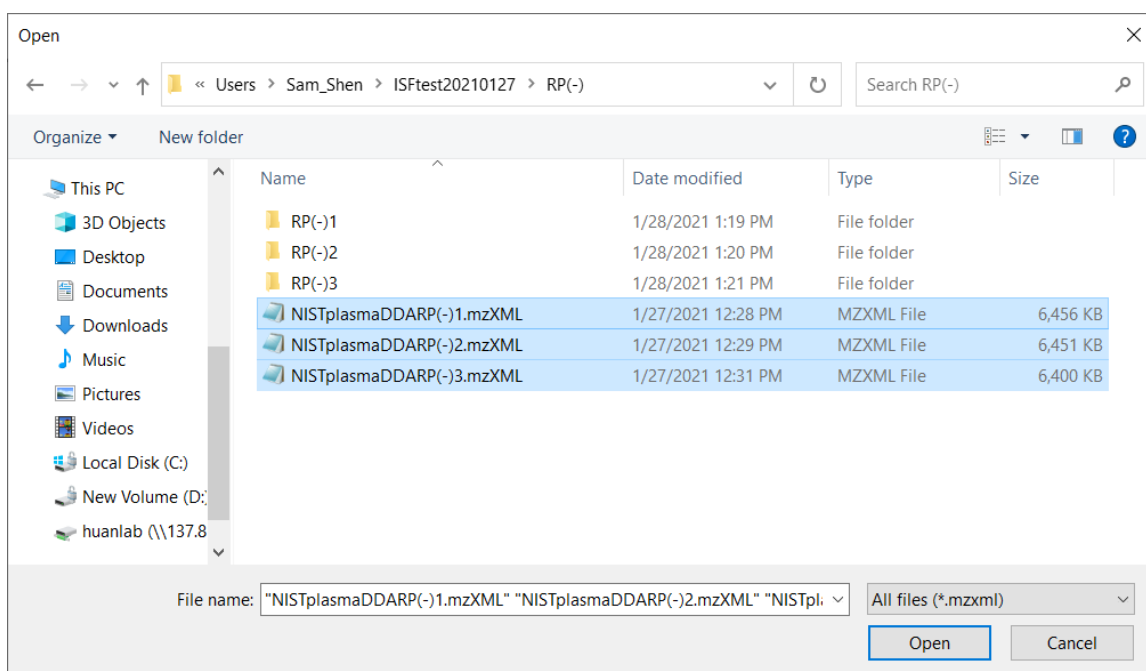 Open
« Users > Sam_Shen > ISFtest20210127 > RP(-)
Search RP(-)
Organize
New folder
Name Date modified Type Size
This PC
3D Objects
Desktop
Documents
Downloads
Music
Pictures
Videos
Local Disk (C:)
New Volume (D:)
huanlab (\\137.8
RP(-)1 1/28/2021 1:19 PM File folder
RP(-)2 1/28/2021 1:20 PM File folder
RP(-)3 1/28/2021 1:21 PM File folder
NISTplasmaDDARP(-)1.mzXML 1/27/2021 12:28 PM MZXML File 6,456 KB
NISTplasmaDDARP(-)2.mzXML 1/27/2021 12:29 PM MZXML File 6,451 KB
NISTplasmaDDARP(-)3.mzXML 1/27/2021 12:31 PM MZXML File 6,400 KB
File name: "NISTplasmaDDARP(-)1.mzXML" "NISTplasmaDDARP(-)2.mzXML" "NISTpl
All files (*.mzxml)
Open Cancel